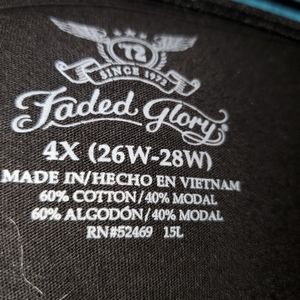 72
SINCE 1972
Faded Glory
4X (26W-28W)
MADE IN/HECHO EN VIETNAM
60% COTTON/40% MODAL
60% ALGODÓN/40% MODAL
RN#52469 15L